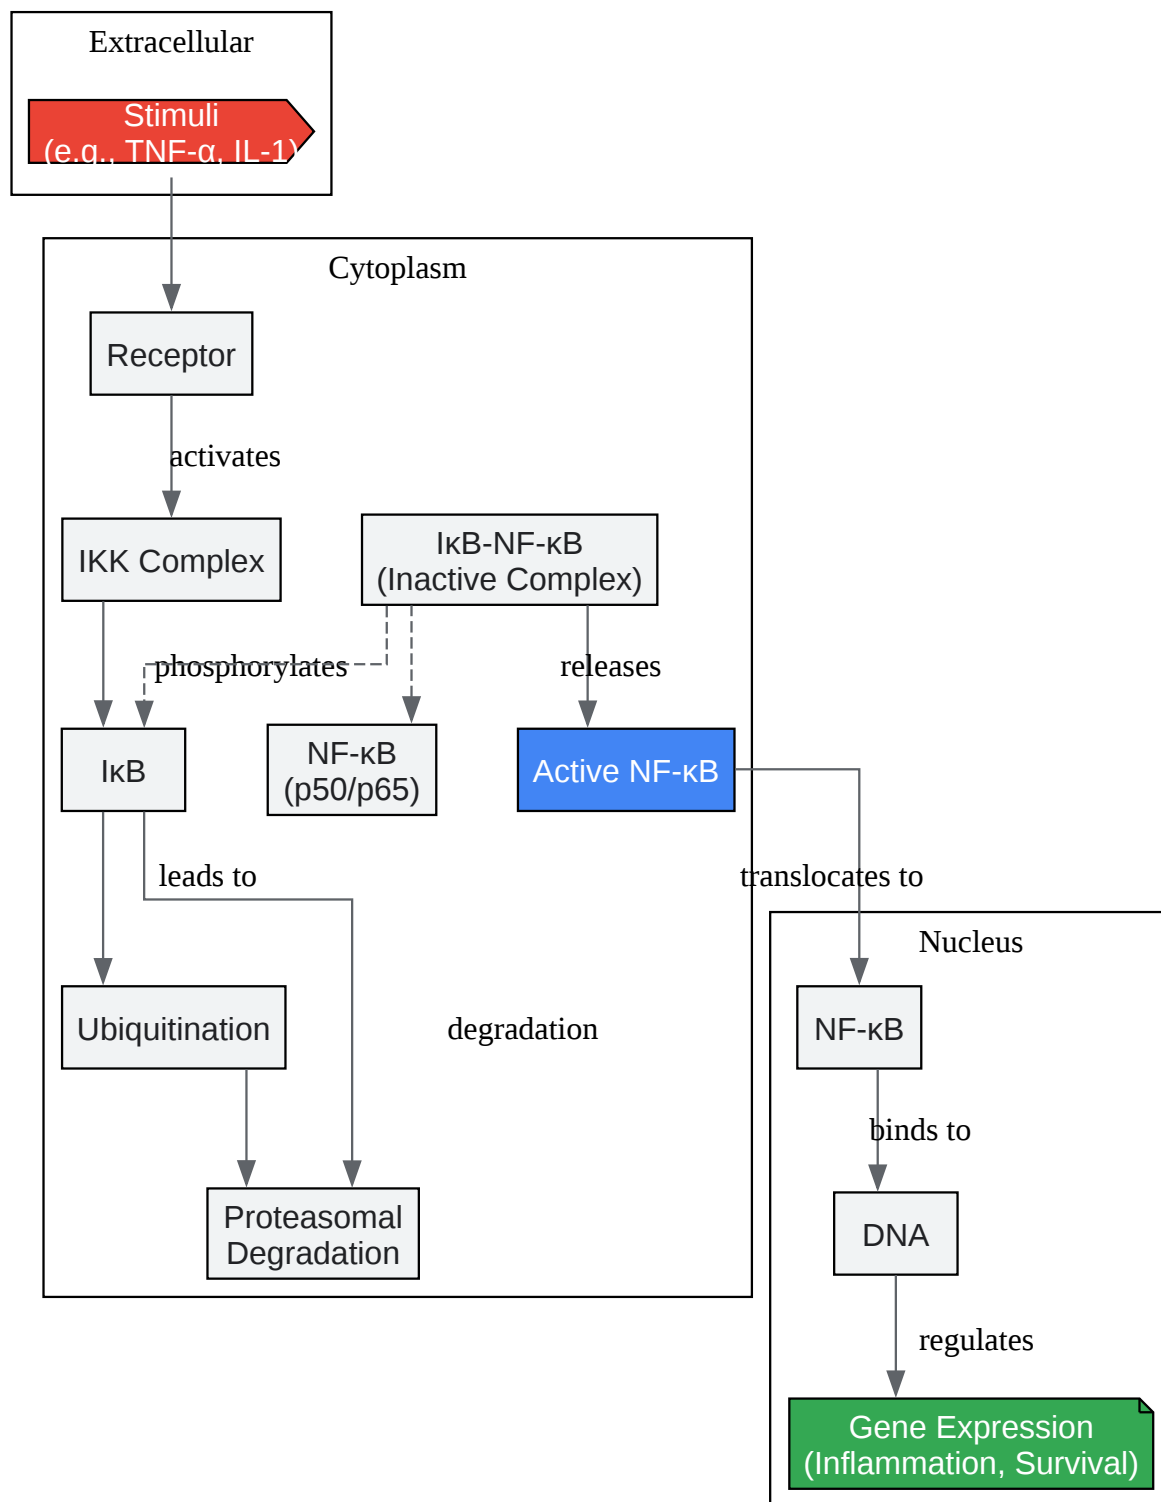 Extracellular
Stimuli
(e.g., TNF-α, IL-1)
Cytoplasm
Receptor
activates
IKK Complex
IκB-NF-κB
(Inactive Complex)
phosphorylates
releases
IκB
NF-κB
(p50/p65)
Active NF-κB
leads to
translocates to
Nucleus
Ubiquitination
degradation
NF-κB
binds to
Proteasomal
Degradation
DNA
regulates
Gene Expression
(Inflammation, Survival)